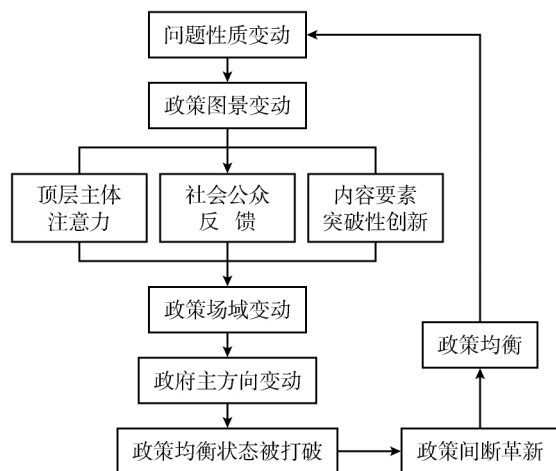 问题性质变动
政策图景变动
顶层主体
注意力
社会公众
反 馈
内容要素
突破性创新
政策场域变动
政府主方向变动
政策均衡状态被打破
政策间断革新
政策均衡